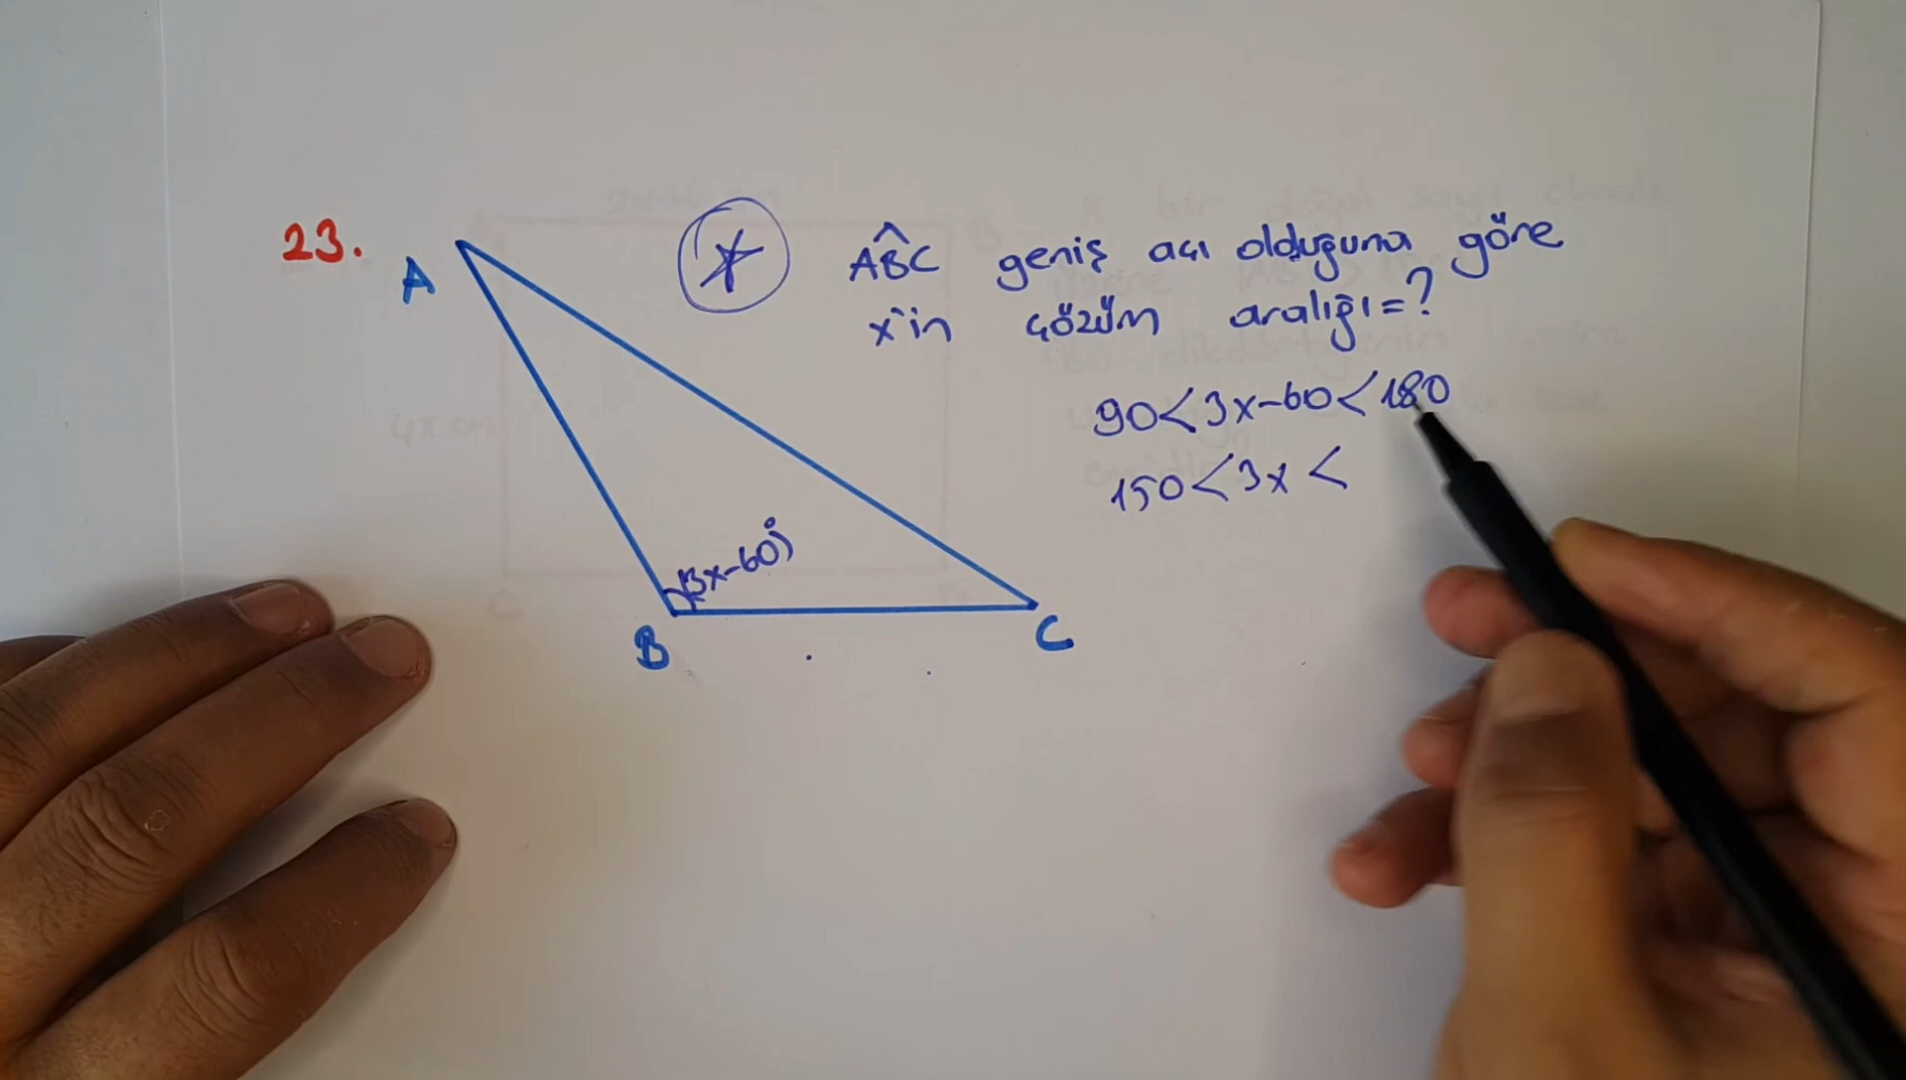 23.
A
ABC geniş açı olduğuna göre
x'in çözüm aralığı=?
90<3x-60<180
150<3x<
(3x-60)°
B
C